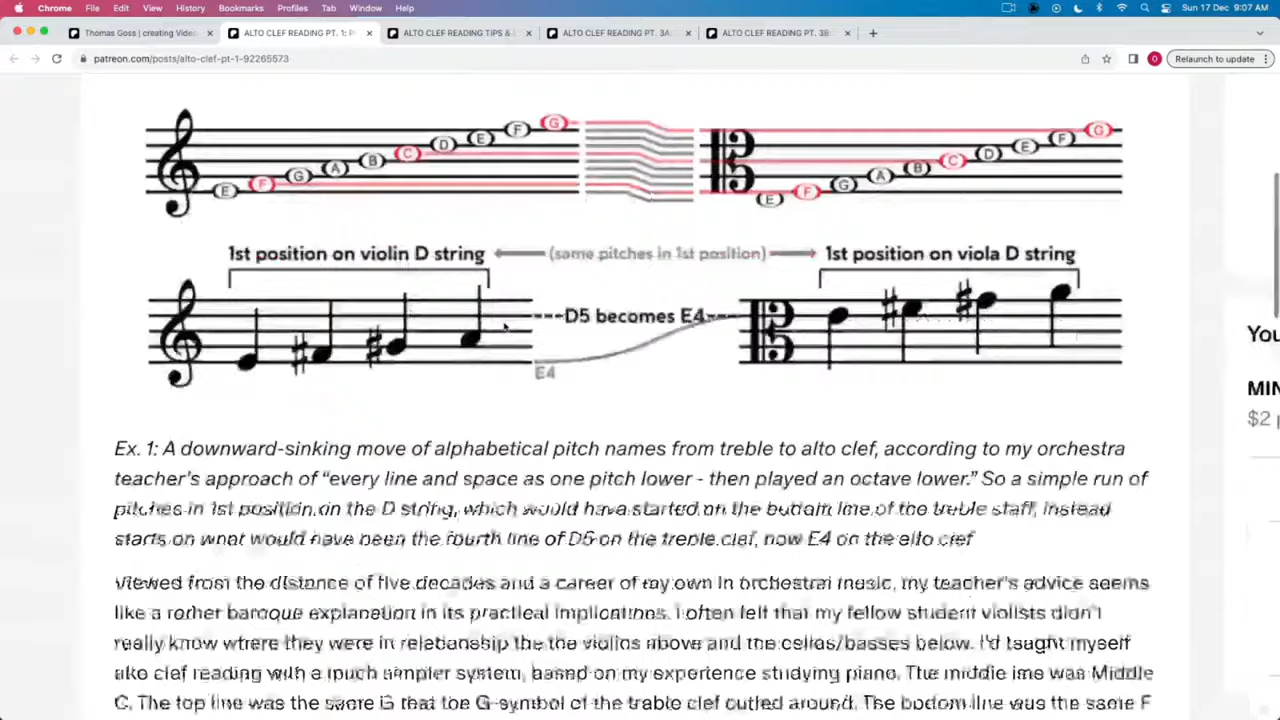 Chrome File Edit View History Bookmarks Profiles Tab Window Help Sun 17 Dec 9:07 AM
Thomas Goss | creating Video ALTO CLEF READING PT. 1: P ALTO CLEF READING TIPS & ALTO CLEF READING PT. 3A: ALTO CLEF READING PT. 3B:
patreon.com/posts/alto-clef-pt-1-92265573 Relaunch to update
E F G A B C D E F G E F G A B C D E F G
1st position on violin D string (same pitches in 1st position) 1st position on viola D string
D5 becomes E4
E4
You
MIN
$2
Ex. 1: A downward-sinking move of alphabetical pitch names from treble to alto clef, according to my orchestra
teacher's approach of "every line and space as one pitch lower - then played an octave lower." So a simple run of
pitches in 1st position on the D string, which would have started on the bottom line of the treble staff, instead
starts on what would have been the fourth line of D5 on the treble clef, now E4 on the alto clef
Viewed from the distance of five decades and a career of my own in orchestral music, my teacher's advice seems
like a rather baroque explanation in its practical implications. I often felt that my fellow student violists didn't
really know where they were in relationship the the violins above and the cellos/basses below. I'd taught myself
alto clef reading with a much simpler system, based on my experience studying piano. The middle line was Middle
C. The top line was the same G that the G-symbol of the treble clef curled around. The bottom line was the same F